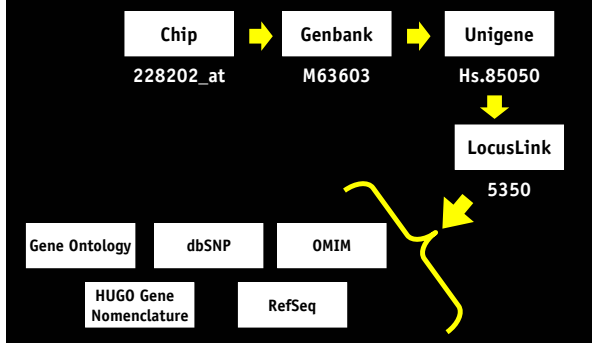 Chip
Genbank
Unigene
228202_at
M63603
Hs.85050
LocusLink
5350
Gene Ontology
dbSNP
OMIM
HUGO Gene
Nomenclature
RefSeq